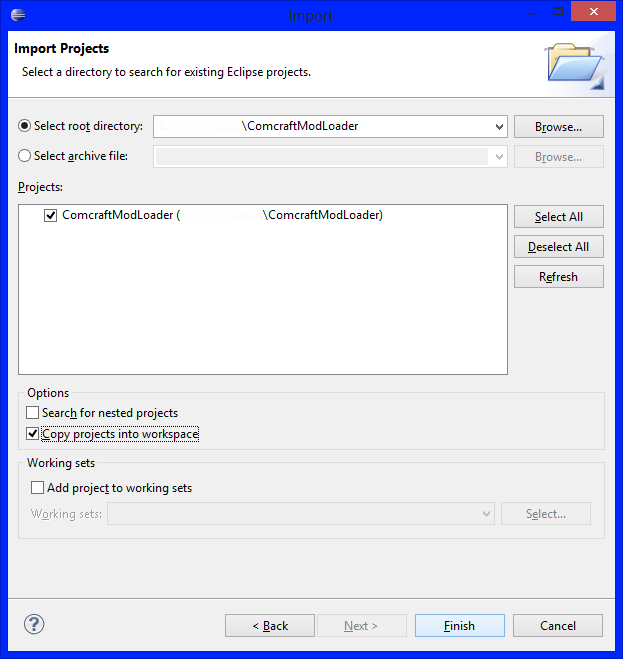 Import
Import Projects
Select a directory to search for existing Eclipse projects.
Select root directory: \ComcraftModLoader Browse...
Select archive file: Browse...
Projects:
ComcraftModLoader ( \ComcraftModLoader)
Select All
Deselect All
Refresh
Options
Search for nested projects
Copy projects into workspace
Working sets
Add project to working sets
Working sets: Select...
? < Back Next > Finish Cancel